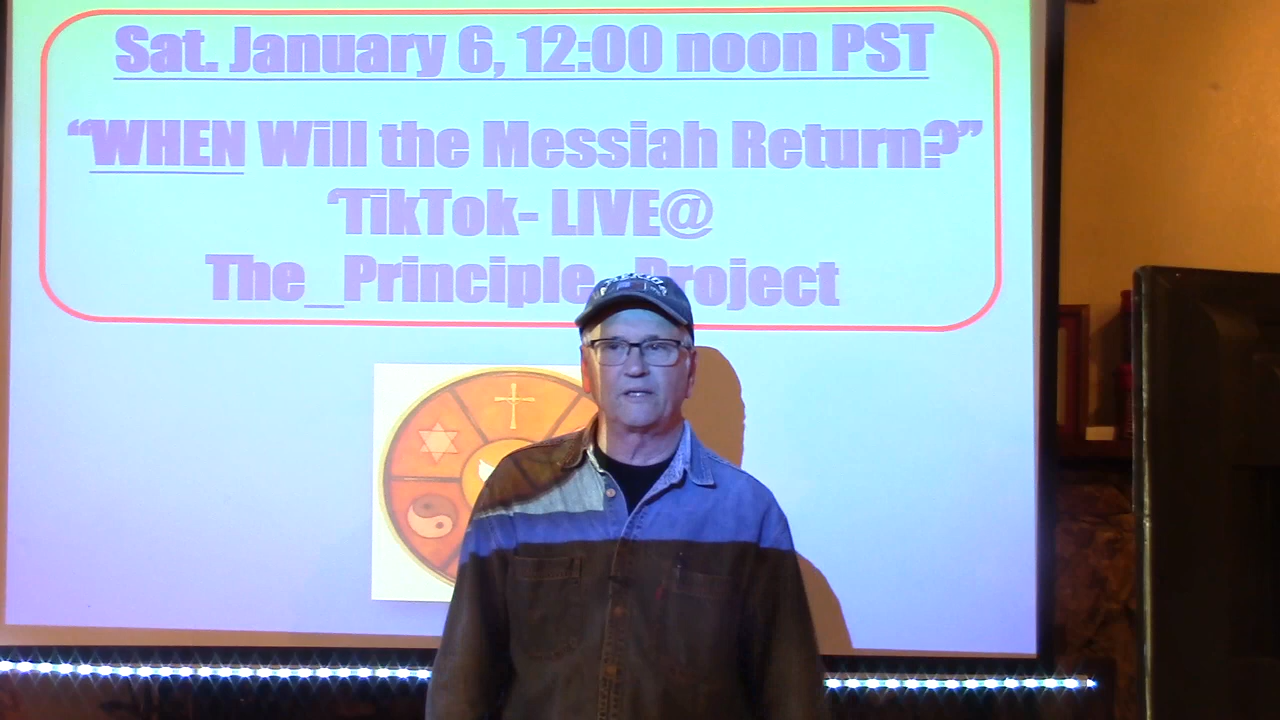 Sat. January 6, 12:00 noon PST
“WHEN Will the Messiah Return?”
‘TikTok- LIVE@
The_Principle_Project